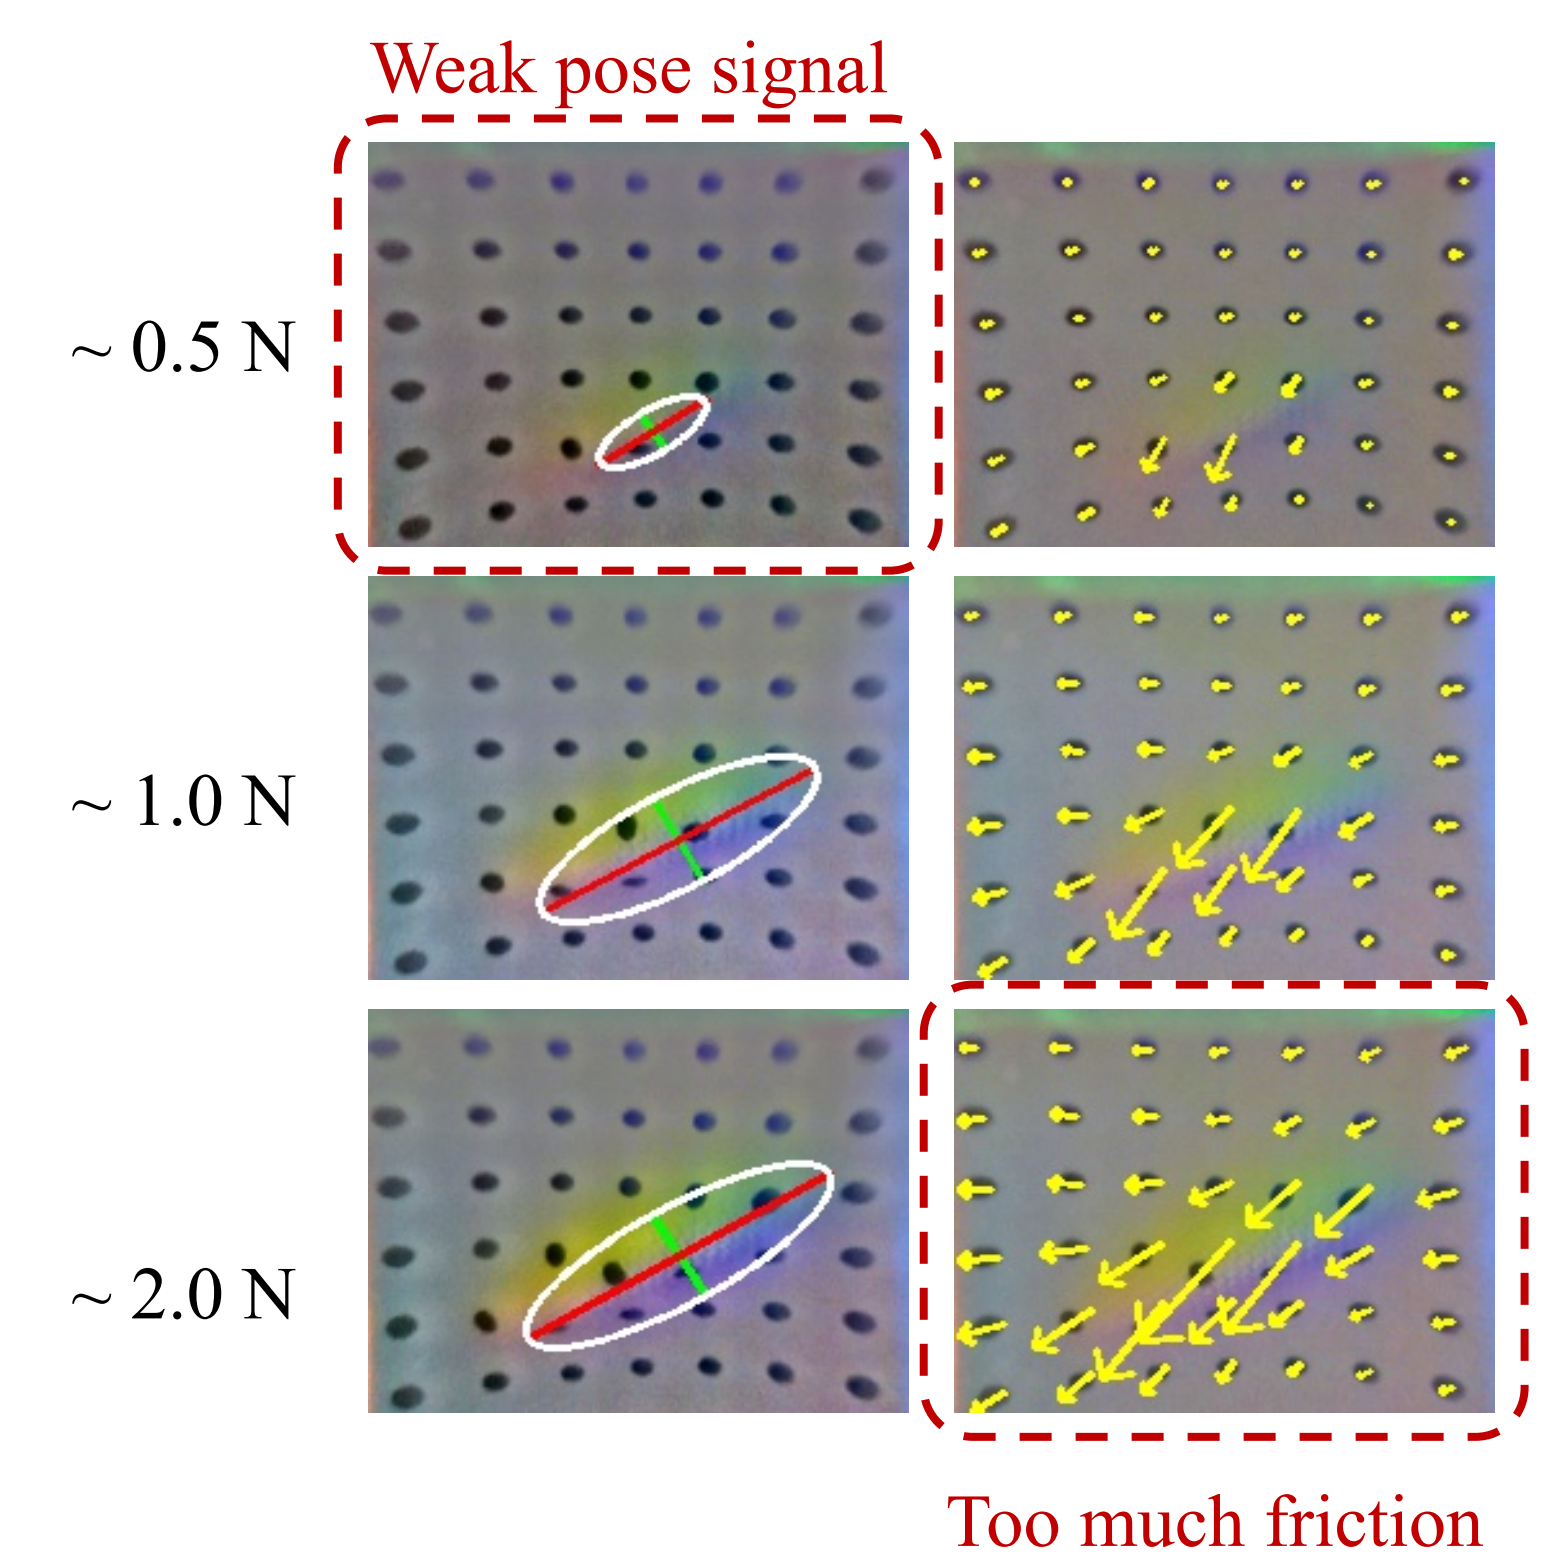 Weak pose signal
~ 0.5 N
~ 1.0 N
~ 2.0 N
Too much friction